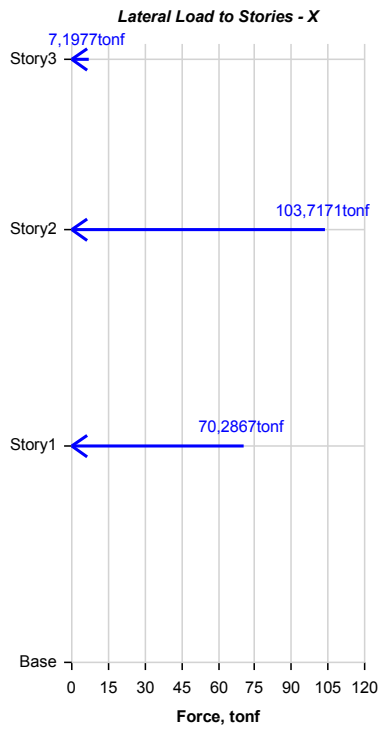 Lateral Load to Stories - X
7,1977tonf
Story3
103,7171tonf
Story2
70,2867tonf
Story1
Base
0 15 30 45 60 75 90 105 120
Force, tonf